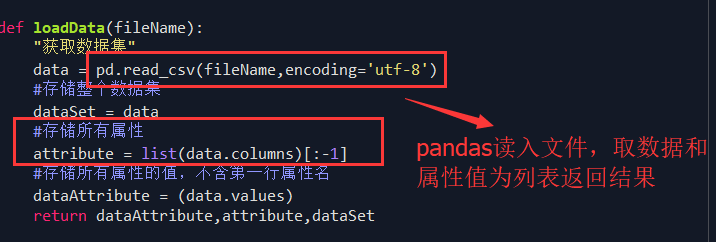 def loadData(fileName):
"获取数据集"
data = pd.read_csv(fileName,encoding='utf-8')
#存储整个数据集
dataSet = data
#存储所有属性
attribute = list(data.columns)[:-1]
#存储所有属性的值，不含第一行属性名
dataAttribute = (data.values)
return dataAttribute,attribute,dataSet
pandas读入文件，取数据和
属性值为列表返回结果